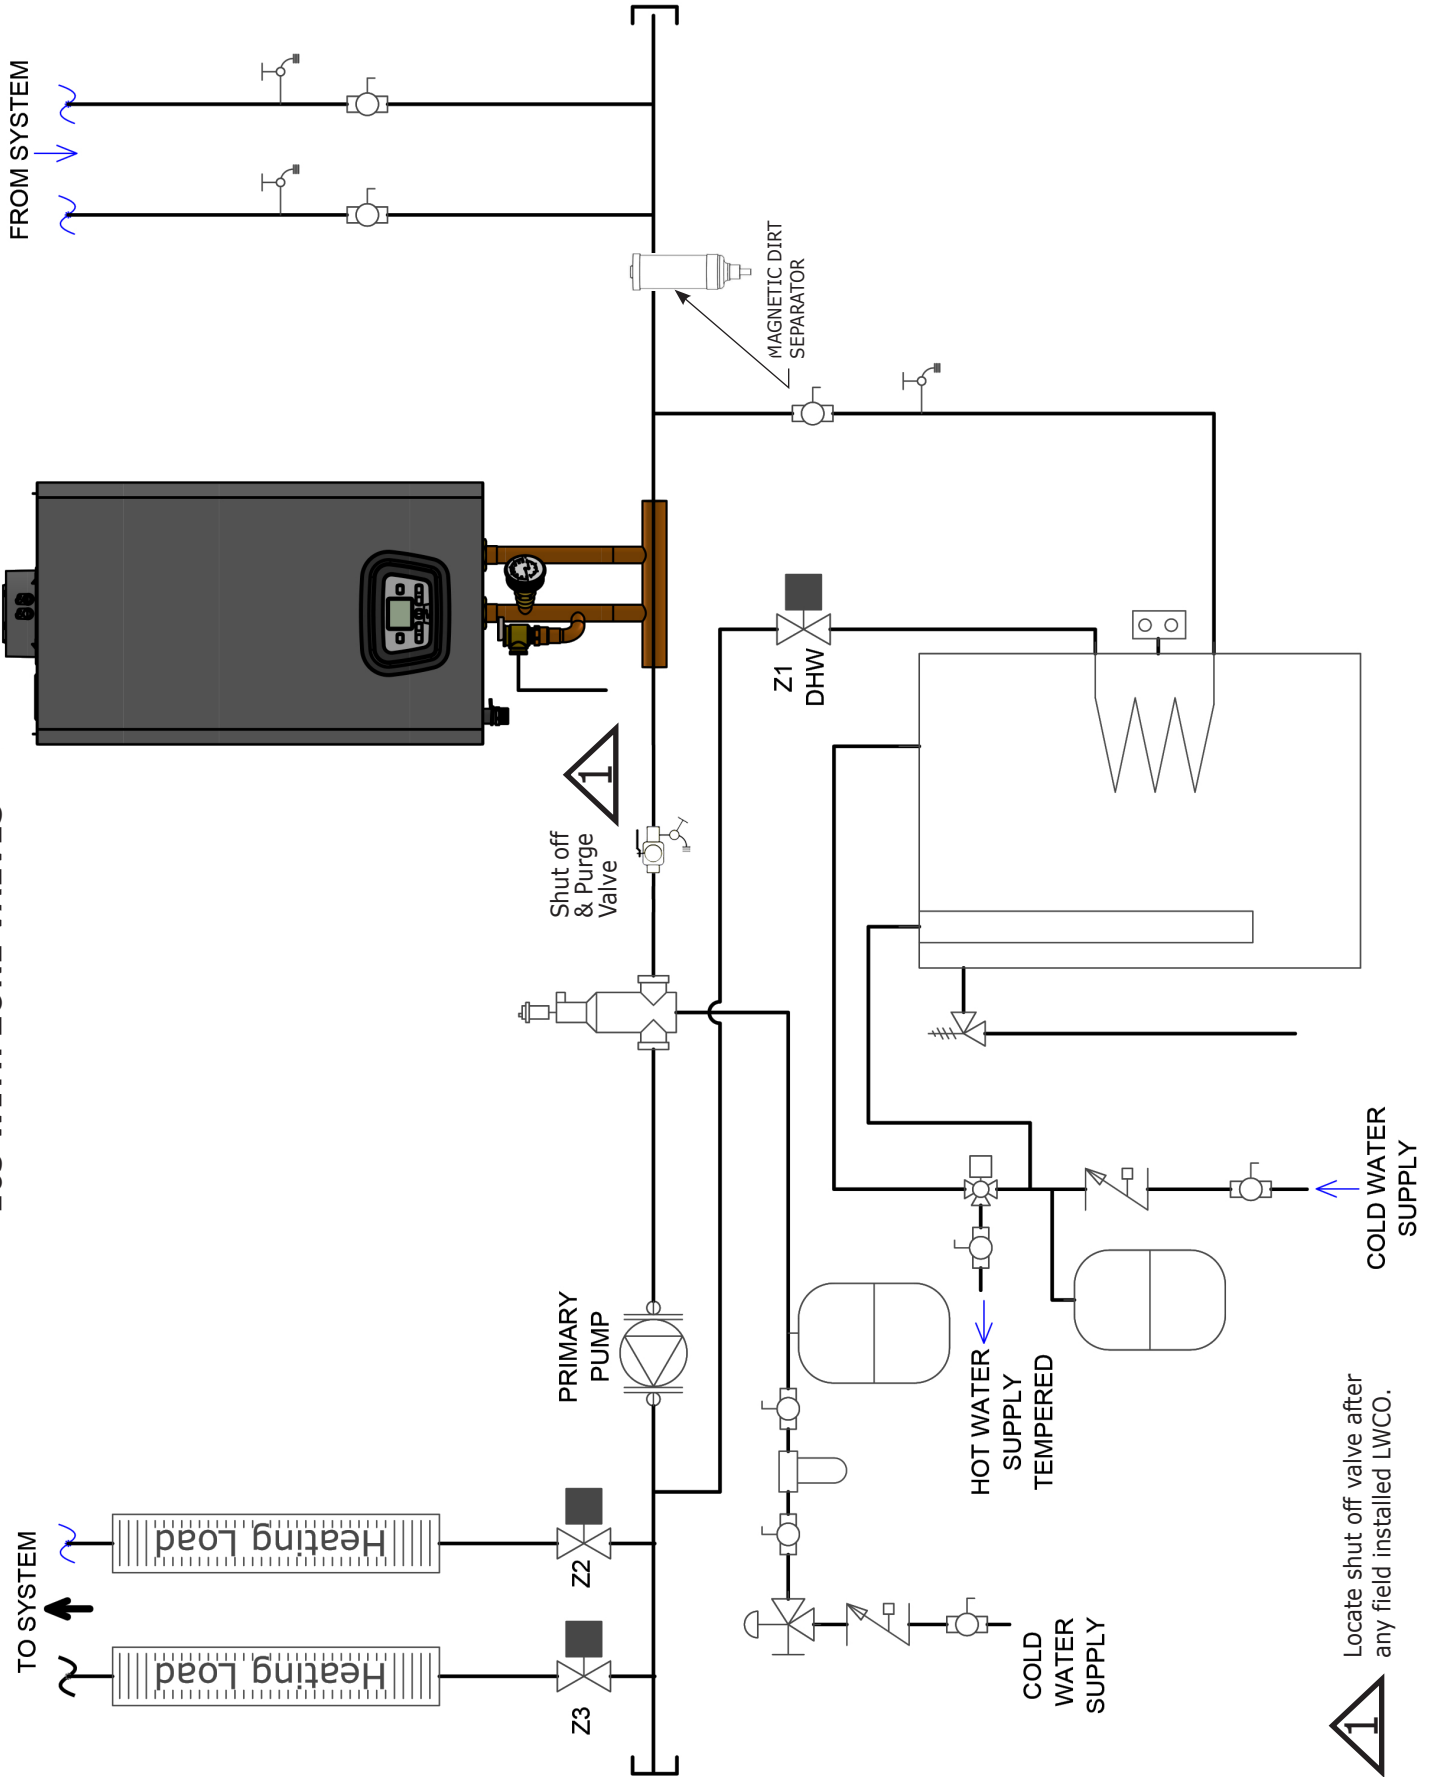 FROM SYSTEM
MAGNETIC DIRT
SEPARATOR
Z1
DHW
1
Shut off
& Purge
Valve
PRIMARY
PUMP
TO SYSTEM
Heating Load
Heating Load
Z2
Z3
COLD WATER
SUPPLY
HOT WATER
SUPPLY
TEMPERED
COLD
WATER
SUPPLY
1
Locate shut off valve after
any field installed LWCO.